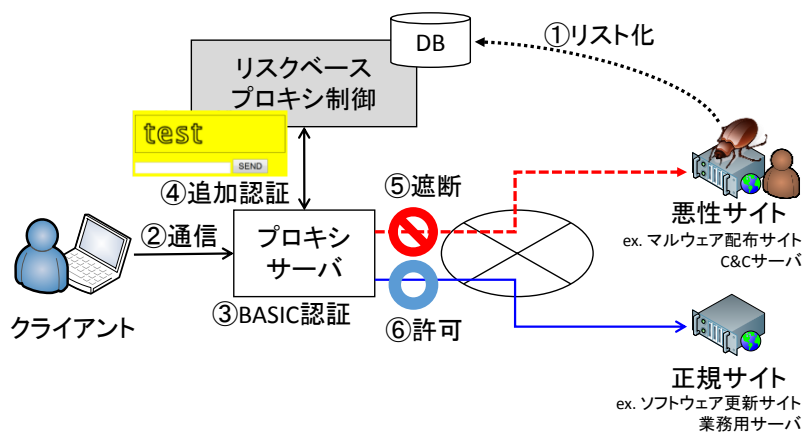 DB
①リスト化
リスクベース
プロキシ制御
test
SEND
④追加認証
⑤遮断
②通信
プロキシ
サーバ
③BASIC認証
⑥許可
クライアント
悪性サイト
ex. マルウェア配布サイト
C&Cサーバ
正規サイト
ex. ソフトウェア更新サイト
業務用サーバ